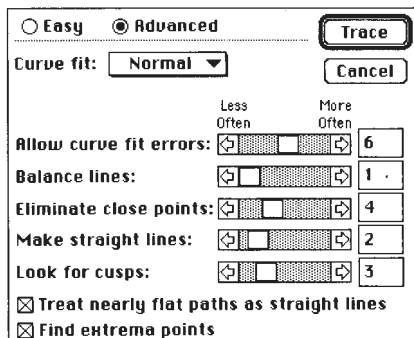 Easy Advanced Trace
Curve fit: Normal Cancel
Less Often More Often
Allow curve fit errors: 6
Balance lines: 1
Eliminate close points: 4
Make straight lines: 2
Look for cusps: 3
Treat nearly flat paths as straight lines
Find extrema points